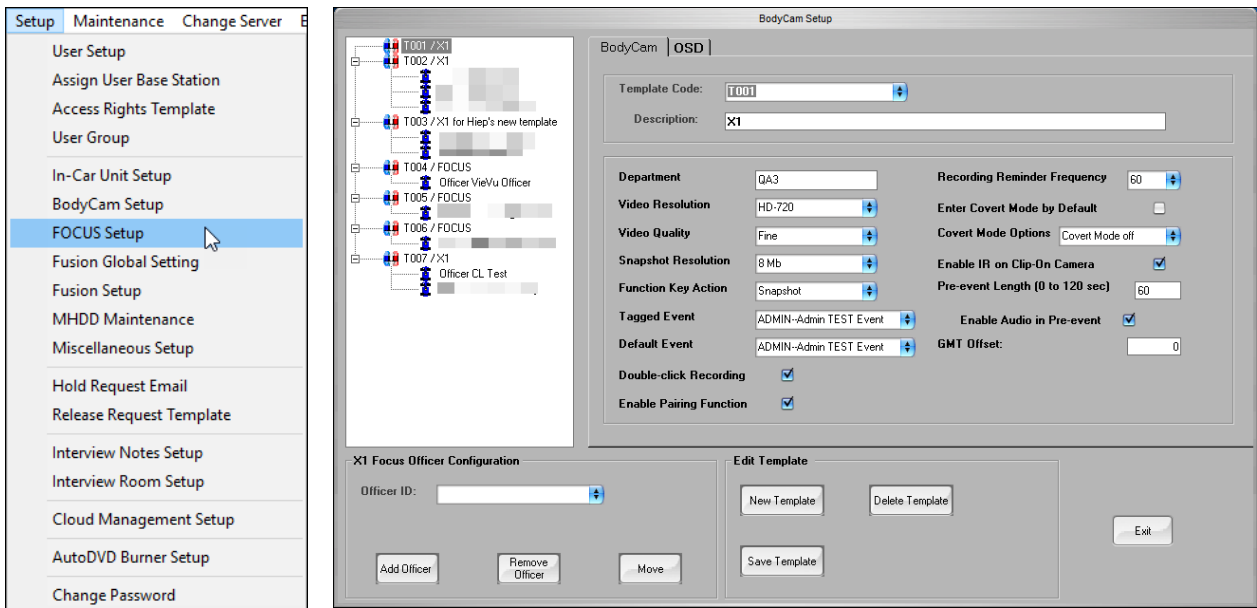 Setup Maintenance Change Server
User Setup
Assign User Base Station
Access Rights Template
User Group
In-Car Unit Setup
BodyCam Setup
FOCUS Setup
Fusion Global Setting
Fusion Setup
MHDD Maintenance
Miscellaneous Setup
Hold Request Email
Release Request Template
Interview Notes Setup
Interview Room Setup
Cloud Management Setup
AutoDVD Burner Setup
Change Password
BodyCam Setup
T001 / X1
T002 / X1
T003 / X1 for Hiep's new template
T004 / FOCUS
Officer VieVu Officer
T005 / FOCUS
T006 / FOCUS
T007 / X1
Officer CL Test
BodyCam OSD
Template Code: T001
Description: X1
Department QA3
Video Resolution HD-720
Video Quality Fine
Snapshot Resolution 8 Mb
Function Key Action Snapshot
Tagged Event ADMIN--Admin TEST Event
Default Event ADMIN--Admin TEST Event
Double-click Recording
Enable Pairing Function
Recording Reminder Frequency 60
Enter Covert Mode by Default
Covert Mode Options Covert Mode off
Enable IR on Clip-On Camera
Pre-event Length (0 to 120 sec) 60
Enable Audio in Pre-event
GMT Offset: 0
X1 Focus Officer Configuration
Officer ID:
Add Officer
Remove
Officer
Move
Edit Template
New Template
Delete Template
Save Template
Exit